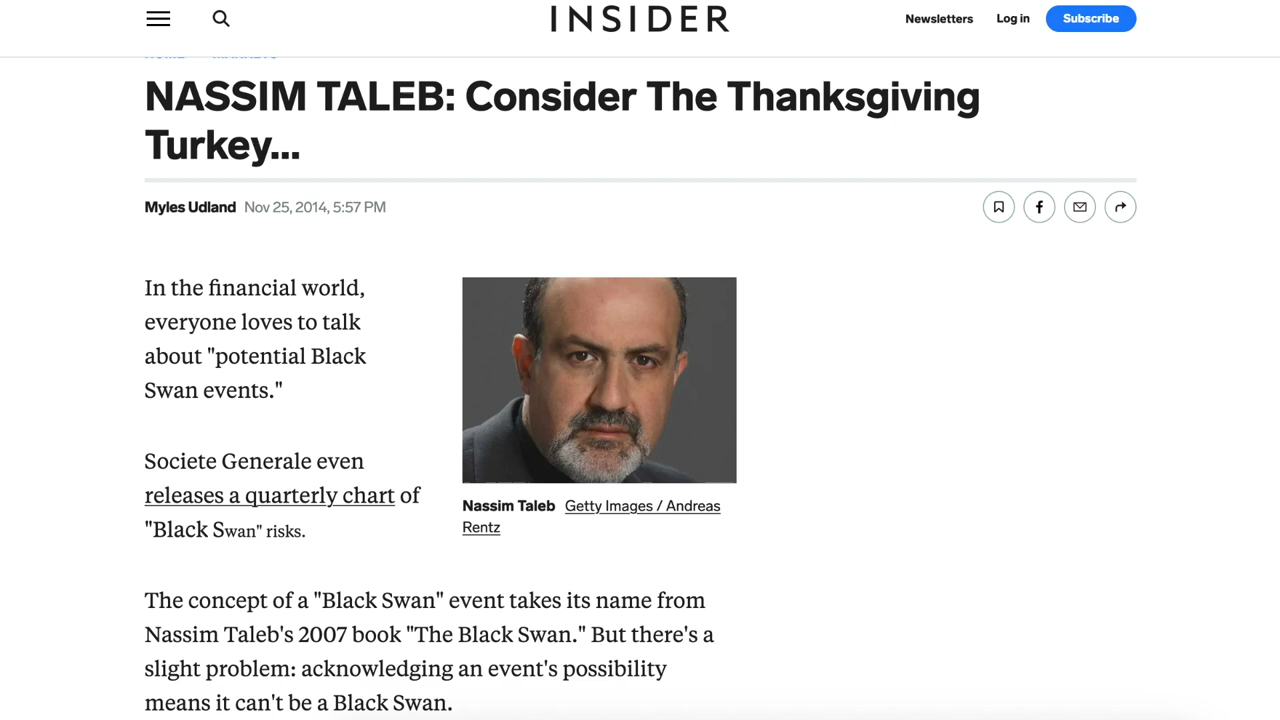 INSIDER
Newsletters Log in Subscribe
NASSIM TALEB: Consider The Thanksgiving
Turkey...
Myles Udland Nov 25, 2014, 5:57 PM
In the financial world,
everyone loves to talk
about "potential Black
Swan events."
Societe Generale even
releases a quarterly chart of
"Black Swan" risks.
Nassim Taleb Getty Images / Andreas
Rentz
The concept of a "Black Swan" event takes its name from
Nassim Taleb's 2007 book "The Black Swan." But there's a
slight problem: acknowledging an event's possibility
means it can't be a Black Swan.